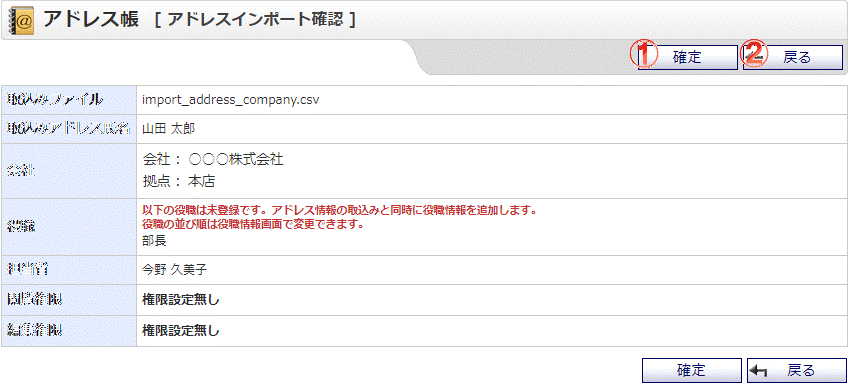 アドレス帳 [ アドレスインポート確認 ]
① 確定 ② 戻る
取込みファイル import_address_company.csv
取込みアドレス氏名 山田 太郎
会社 会社： ○○○株式会社
拠点： 本店
役職 以下の役職は未登録です。アドレス情報の取込みと同時に役職情報を追加します。
役職の並び順は役職情報画面で変更できます。
部長
担当者 今野 久美子
閲覧権限 権限設定無し
編集権限 権限設定無し
確定 戻る